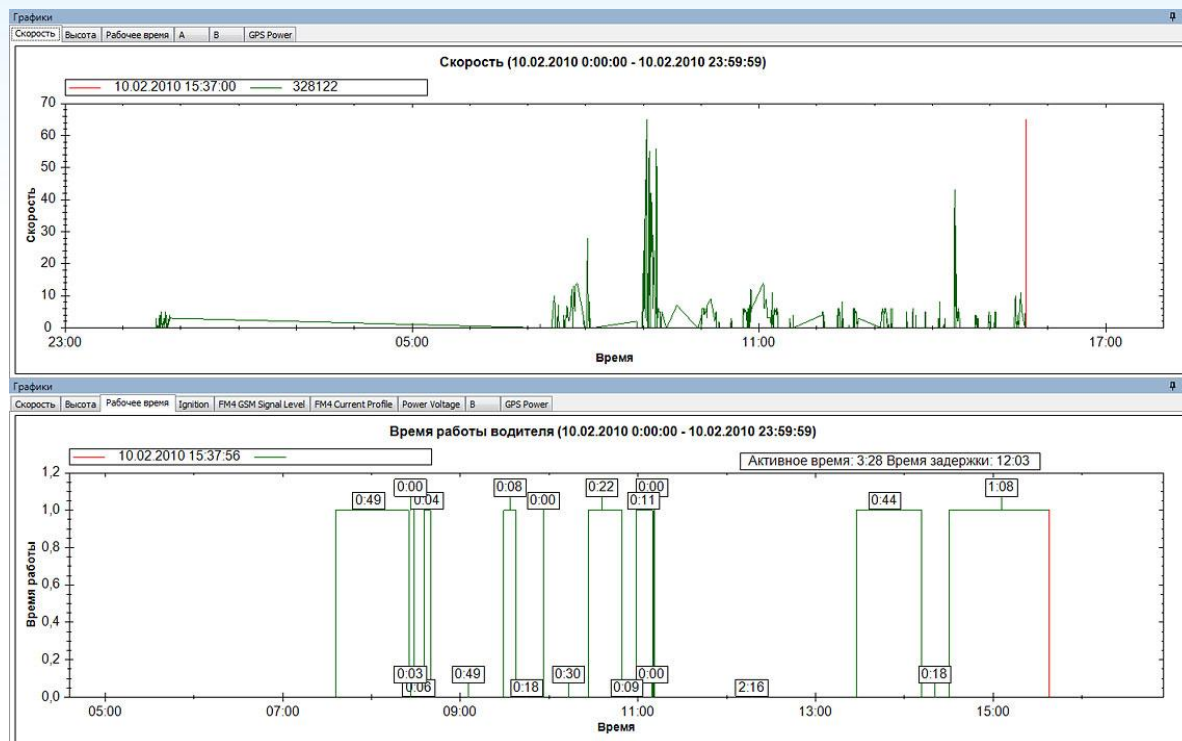 Графики
Скорость Высота Рабочее время A B GPS Power
Скорость (10.02.2010 0:00:00 - 10.02.2010 23:59:59)
10.02.2010 15:37:00 328122
70
60
50
40
30
20
10
0
Скорость
23:00 05:00 11:00 17:00
Время
Графики
Скорость Высота Рабочее время Ignition FM4 GSM Signal Level FM4 Current Profile Power Voltage B GPS Power
Время работы водителя (10.02.2010 0:00:00 - 10.02.2010 23:59:59)
10.02.2010 15:37:56
Активное время: 3:28 Время задержки: 12:03
1,2
1,0
0,8
0,6
0,4
0,2
0,0
Время работы
0:00 0:08 0:22 0:00 1:08
0:49 0:04 0:00 0:11 0:44
0:03 0:49 0:30 0:00 0:18
0:06 0:18 0:09 2:16
05:00 07:00 09:00 11:00 13:00 15:00
Время